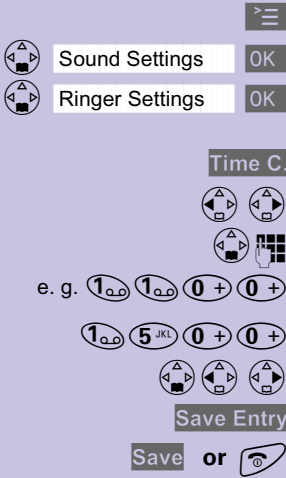 Sound Settings OK
Ringer Settings OK
Time C.
e. g. 1 1 0 + 0 +
1 5 JKL 0 + 0 +
Save Entry
Save or